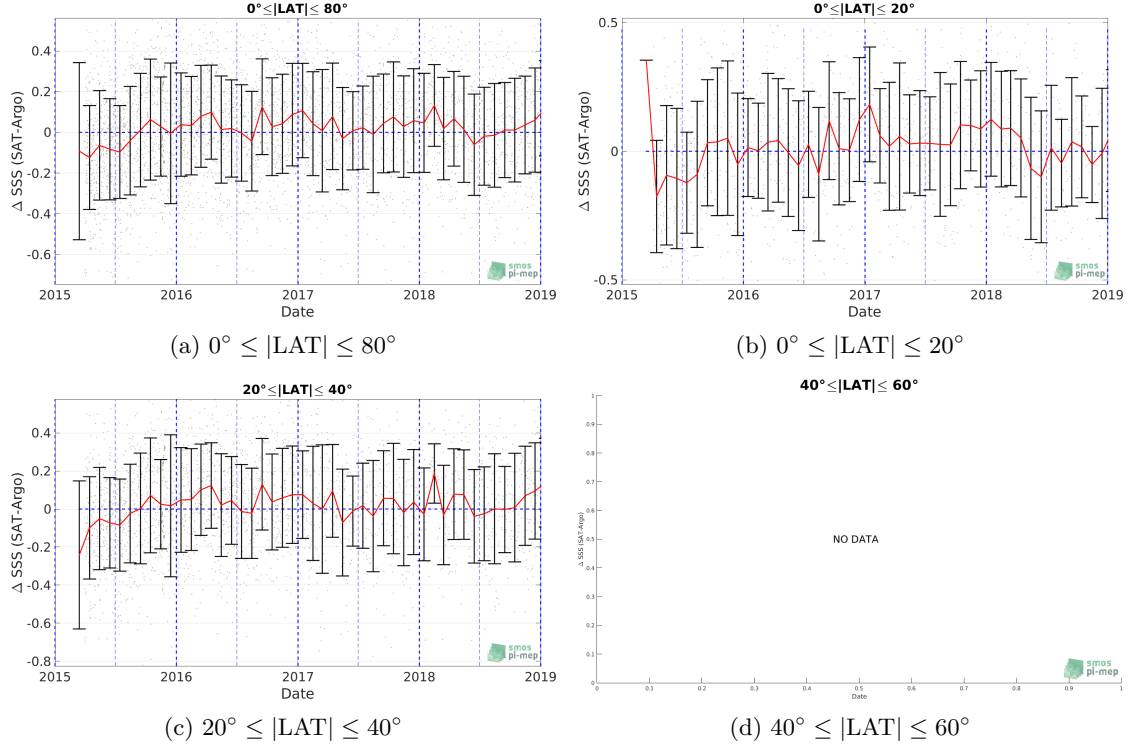 0°≤|LAT|≤ 80°
Δ SSS (SAT-Argo)
0.4
0.2
0
-0.2
-0.4
-0.6
2015
2016
2017
2018
2019
Date
smos
pi-mep
(a) 0° ≤ |LAT| ≤ 80°
0°≤|LAT|≤ 20°
Δ SSS (SAT-Argo)
0.5
0
-0.5
2015
2016
2017
2018
2019
Date
smos
pi-mep
(b) 0° ≤ |LAT| ≤ 20°
20°≤|LAT|≤ 40°
Δ SSS (SAT-Argo)
0.4
0.2
0
-0.2
-0.4
-0.6
-0.8
2015
2016
2017
2018
2019
Date
smos
pi-mep
(c) 20° ≤ |LAT| ≤ 40°
40°≤|LAT|≤ 60°
Δ SSS (SAT-Argo)
1
0.9
0.8
0.7
0.6
0.5
0.4
0.3
0.2
0.1
0
NO DATA
0
0.1
0.2
0.3
0.4
0.5
0.6
0.7
0.8
0.9
1
Date
smos
pi-mep
(d) 40° ≤ |LAT| ≤ 60°